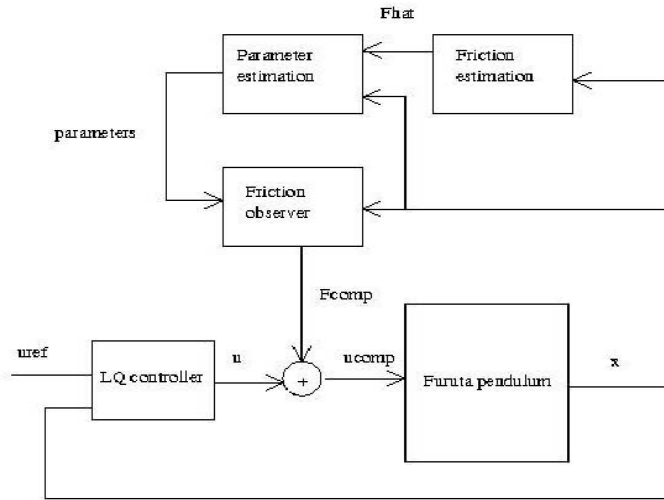 Fhat
Parameter
estimation
Friction
estimation
parameters
Friction
observer
Fcomp
uref
LQ controller
u
+
ucomp
Furuta pendulum
x